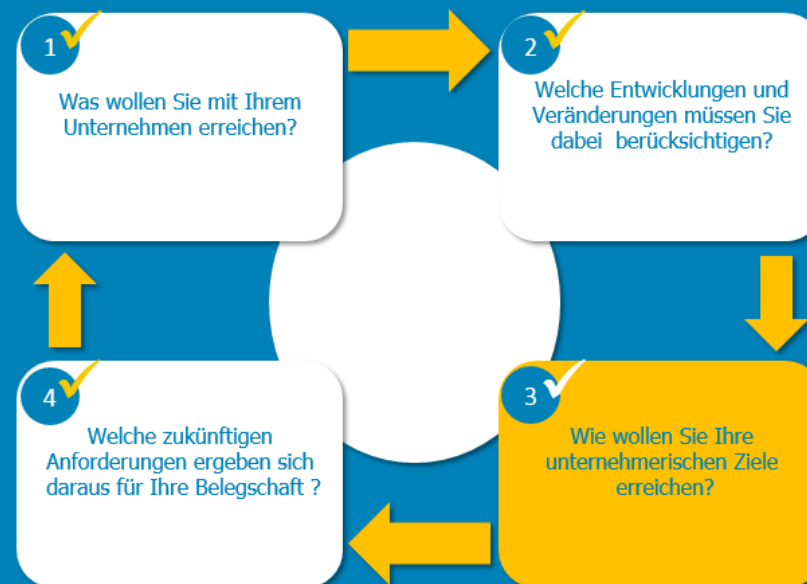 1
Was wollen Sie mit Ihrem
Unternehmen erreichen?
2
Welche Entwicklungen und
Veränderungen müssen Sie
dabei  berücksichtigen?
3
Wie wollen Sie Ihre
unternehmerischen Ziele
erreichen?
4
Welche zukünftigen
Anforderungen ergeben sich
daraus für Ihre Belegschaft ?